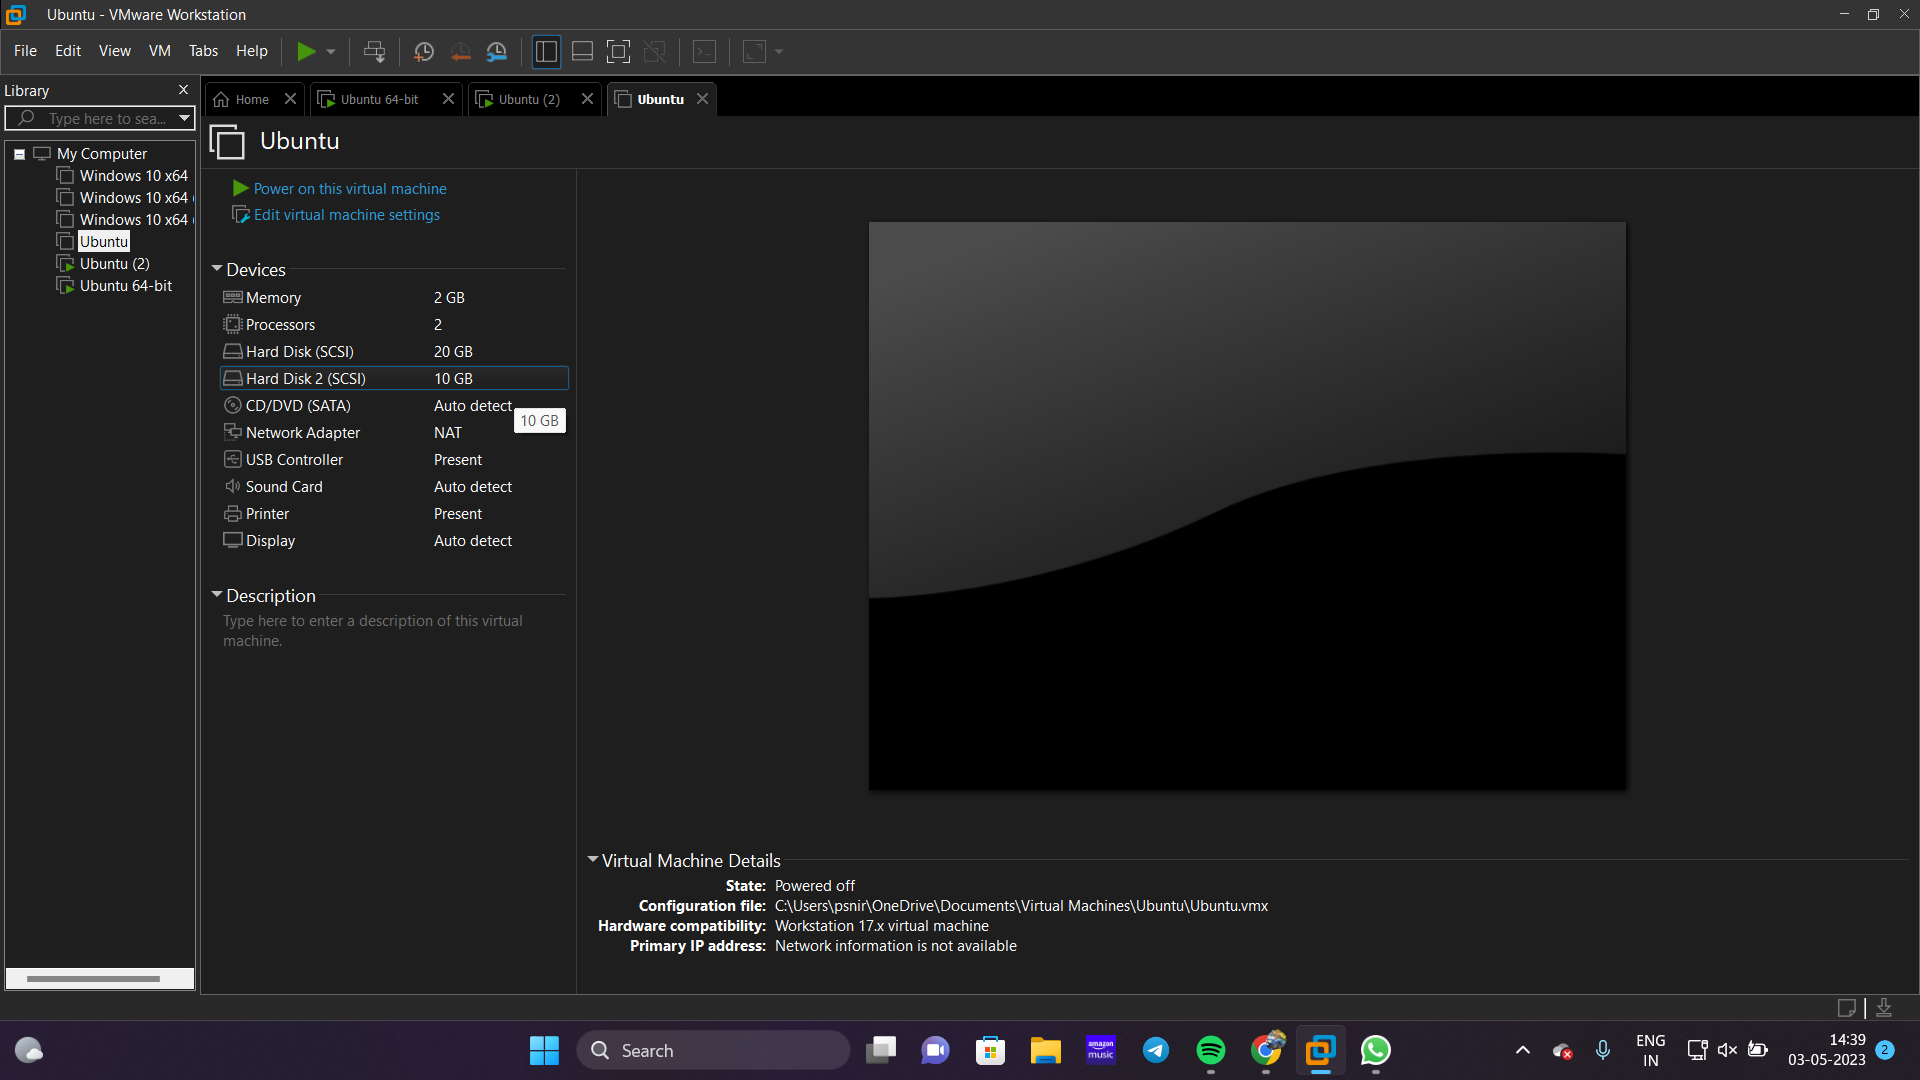 Ubuntu - VMware Workstation
File Edit View VM Tabs Help
Library
Home
Ubuntu 64-bit
Ubuntu (2)
Ubuntu
Type here to sea...
My Computer
Windows 10 x64
Windows 10 x64
Windows 10 x64
Ubuntu
Ubuntu (2)
Ubuntu 64-bit
Ubuntu
Power on this virtual machine
Edit virtual machine settings
Devices
Memory 2 GB
Processors 2
Hard Disk (SCSI) 20 GB
Hard Disk 2 (SCSI) 10 GB
CD/DVD (SATA) Auto detect
10 GB
Network Adapter NAT
USB Controller Present
Sound Card Auto detect
Printer Present
Display Auto detect
Description
Type here to enter a description of this virtual
machine.
Virtual Machine Details
State: Powered off
Configuration file: C:\Users\psnir\OneDrive\Documents\Virtual Machines\Ubuntu\Ubuntu.vmx
Hardware compatibility: Workstation 17.x virtual machine
Primary IP address: Network information is not available
Search
amazon
music
ENG
IN
14:39
03-05-2023
2